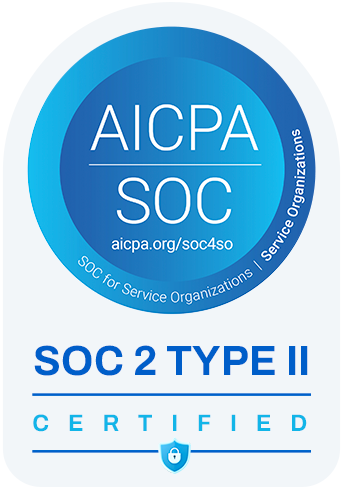 AICPA
SOC
aicpa.org/soc4so
SOC for Service Organizations | Service Organizations
SOC 2 TYPE II
CERTIFIED